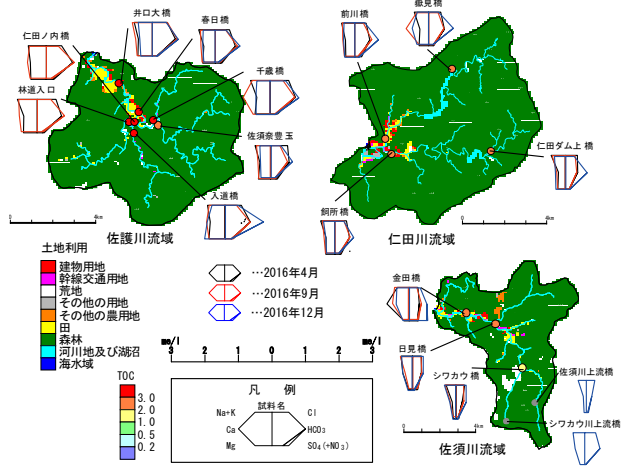 井口大橋
春日橋
仁田ノ内橋
千歳橋
林道入口
佐須奈豊玉
入道橋
0
4km
佐護川流域
嶽見橋
前川橋
仁田ダム上橋
飼所橋
0
4km
仁田川流域
土地利用
建物用地
幹線交通用地
荒地
その他の用地
その他の農用地
田
森林
河川地及び湖沼
海水域
…2016年4月
…2016年9月
…2016年12月
me/l
me/l
3 2 1 0 1 2 3
TOC
3.0
2.0
1.0
0.5
0.2
凡 例
試料名
Na+K
Cl
Ca
HCO₃
Mg
SO₄(+NO₃)
金田橋
日見橋
シワカウ橋
佐須川上流橋
シワカウ川上流橋
0
4km
佐須川流域